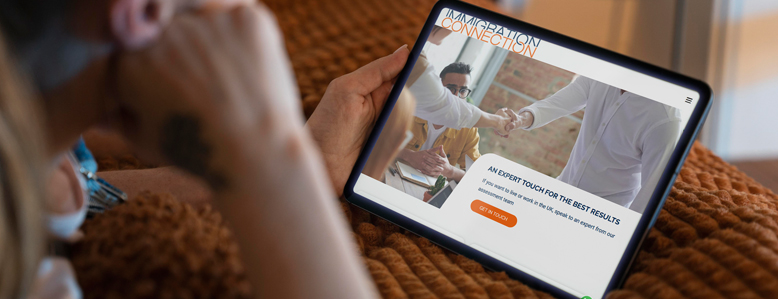 IMMIGRATION
CONNECTION
AN EXPERT TOUCH FOR THE BEST RESULTS
If you want to live or work in the UK, speak to an expert from our
assessment team
GET IN TOUCH